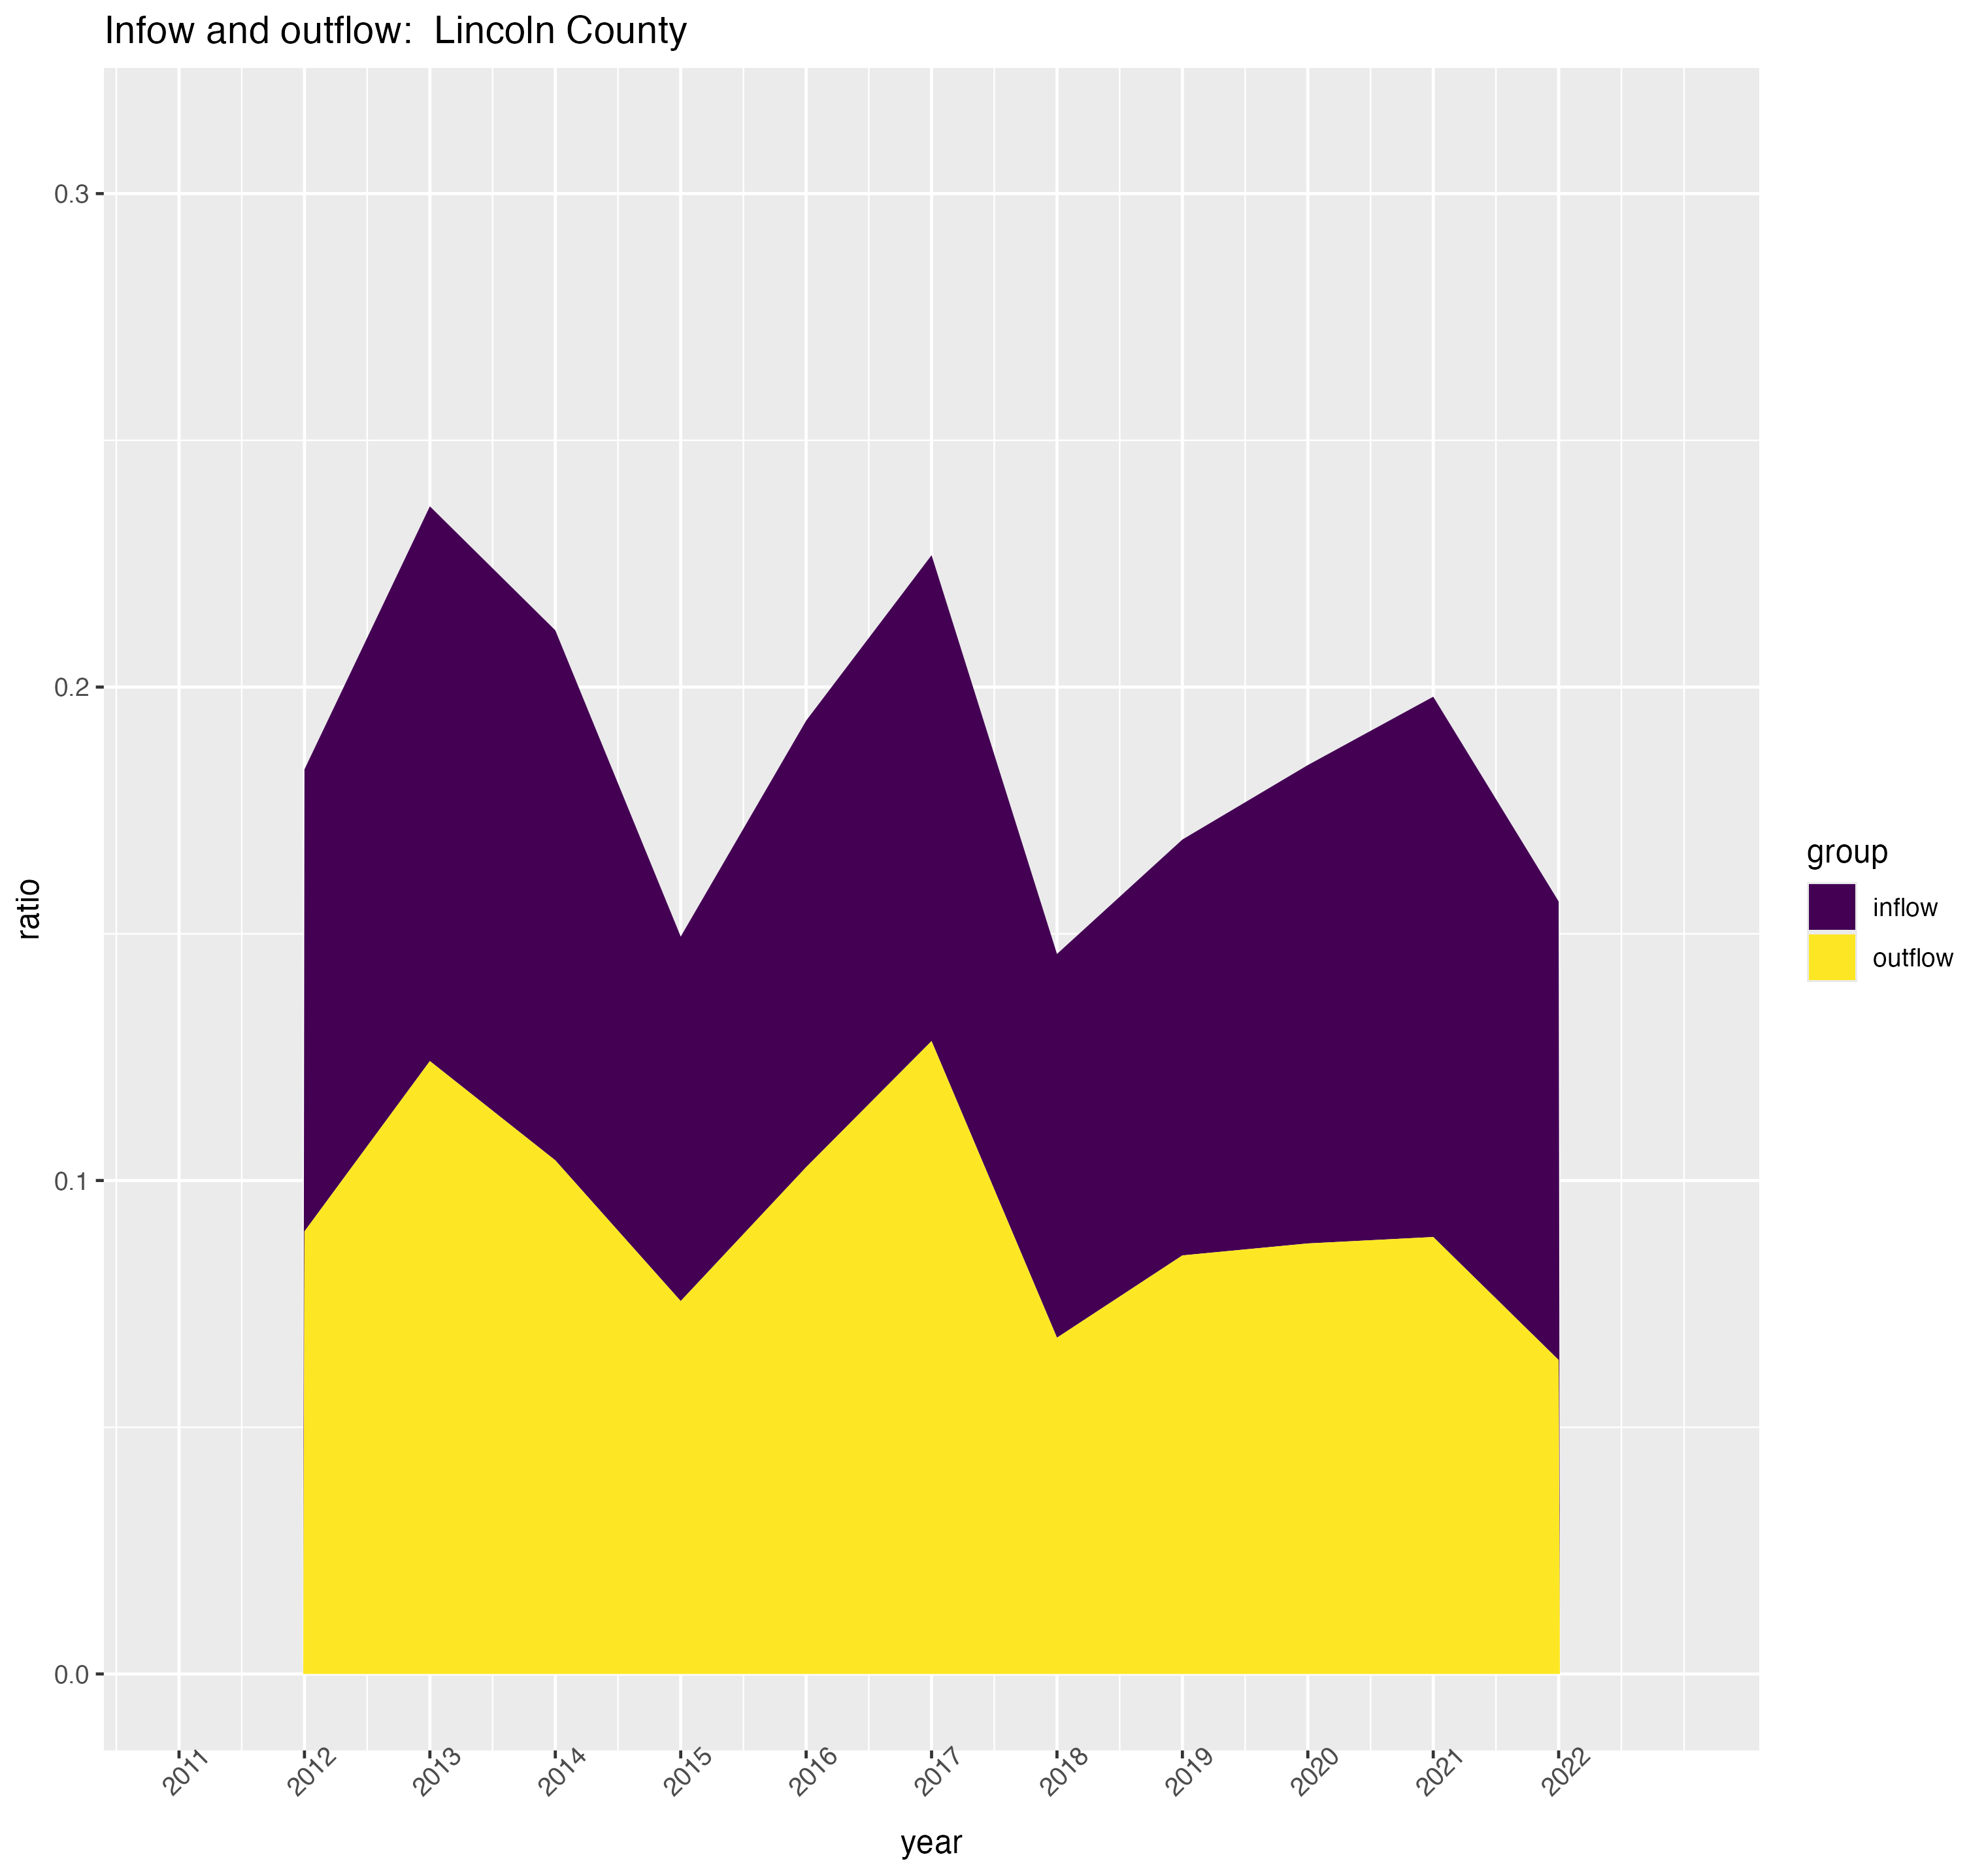 Infow and outflow:  Lincoln County
0.3
0.2
0.1
0.0
ratio
2011 2012 2013 2014 2015 2016 2017 2018 2019 2020 2021 2022
year
group
inflow
outflow